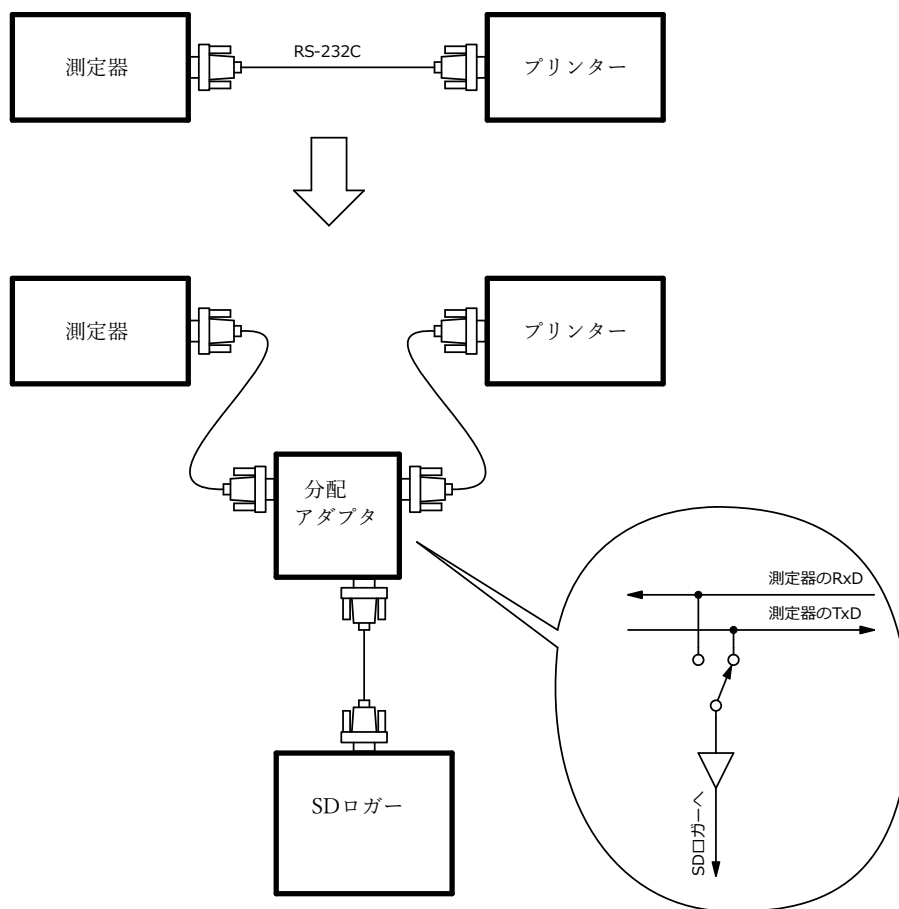 測定器
RS-232C
プリンター
測定器
プリンター
分配
アダプタ
測定器のRxD
測定器のTxD
SDロガーへ
SDロガー